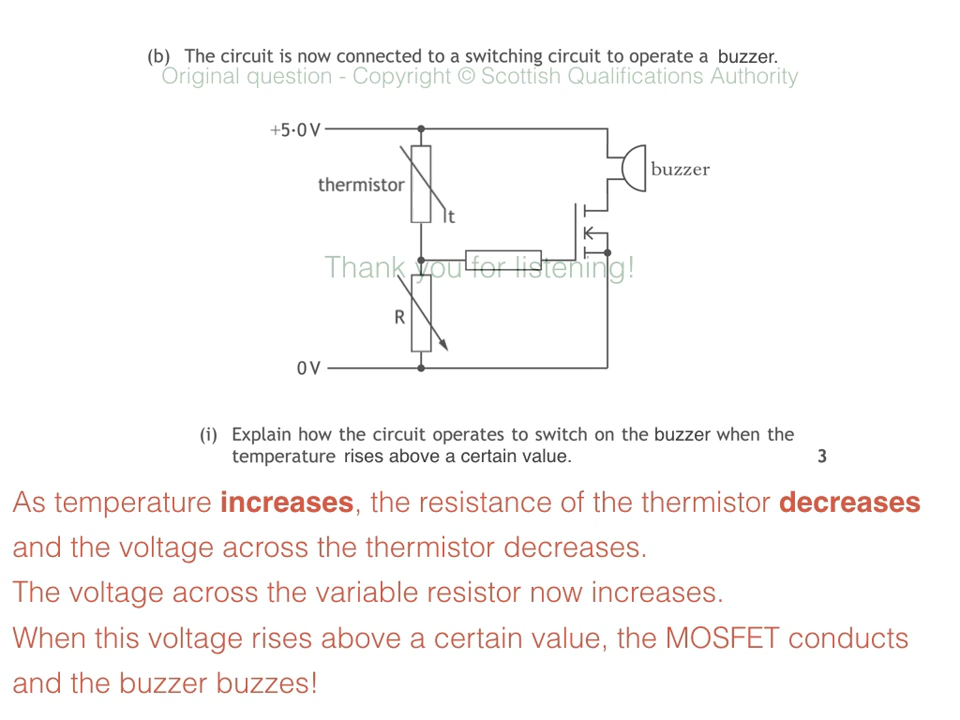 (b) The circuit is now connected to a switching circuit to operate a buzzer.
Original question - Copyright © Scottish Qualifications Authority
+5·0 V
buzzer
thermistor
t
Thank you for listening!
R
0 V
(i) Explain how the circuit operates to switch on the buzzer when the
temperature rises above a certain value.
3
As temperature increases, the resistance of the thermistor decreases
and the voltage across the thermistor decreases.
The voltage across the variable resistor now increases.
When this voltage rises above a certain value, the MOSFET conducts
and the buzzer buzzes!